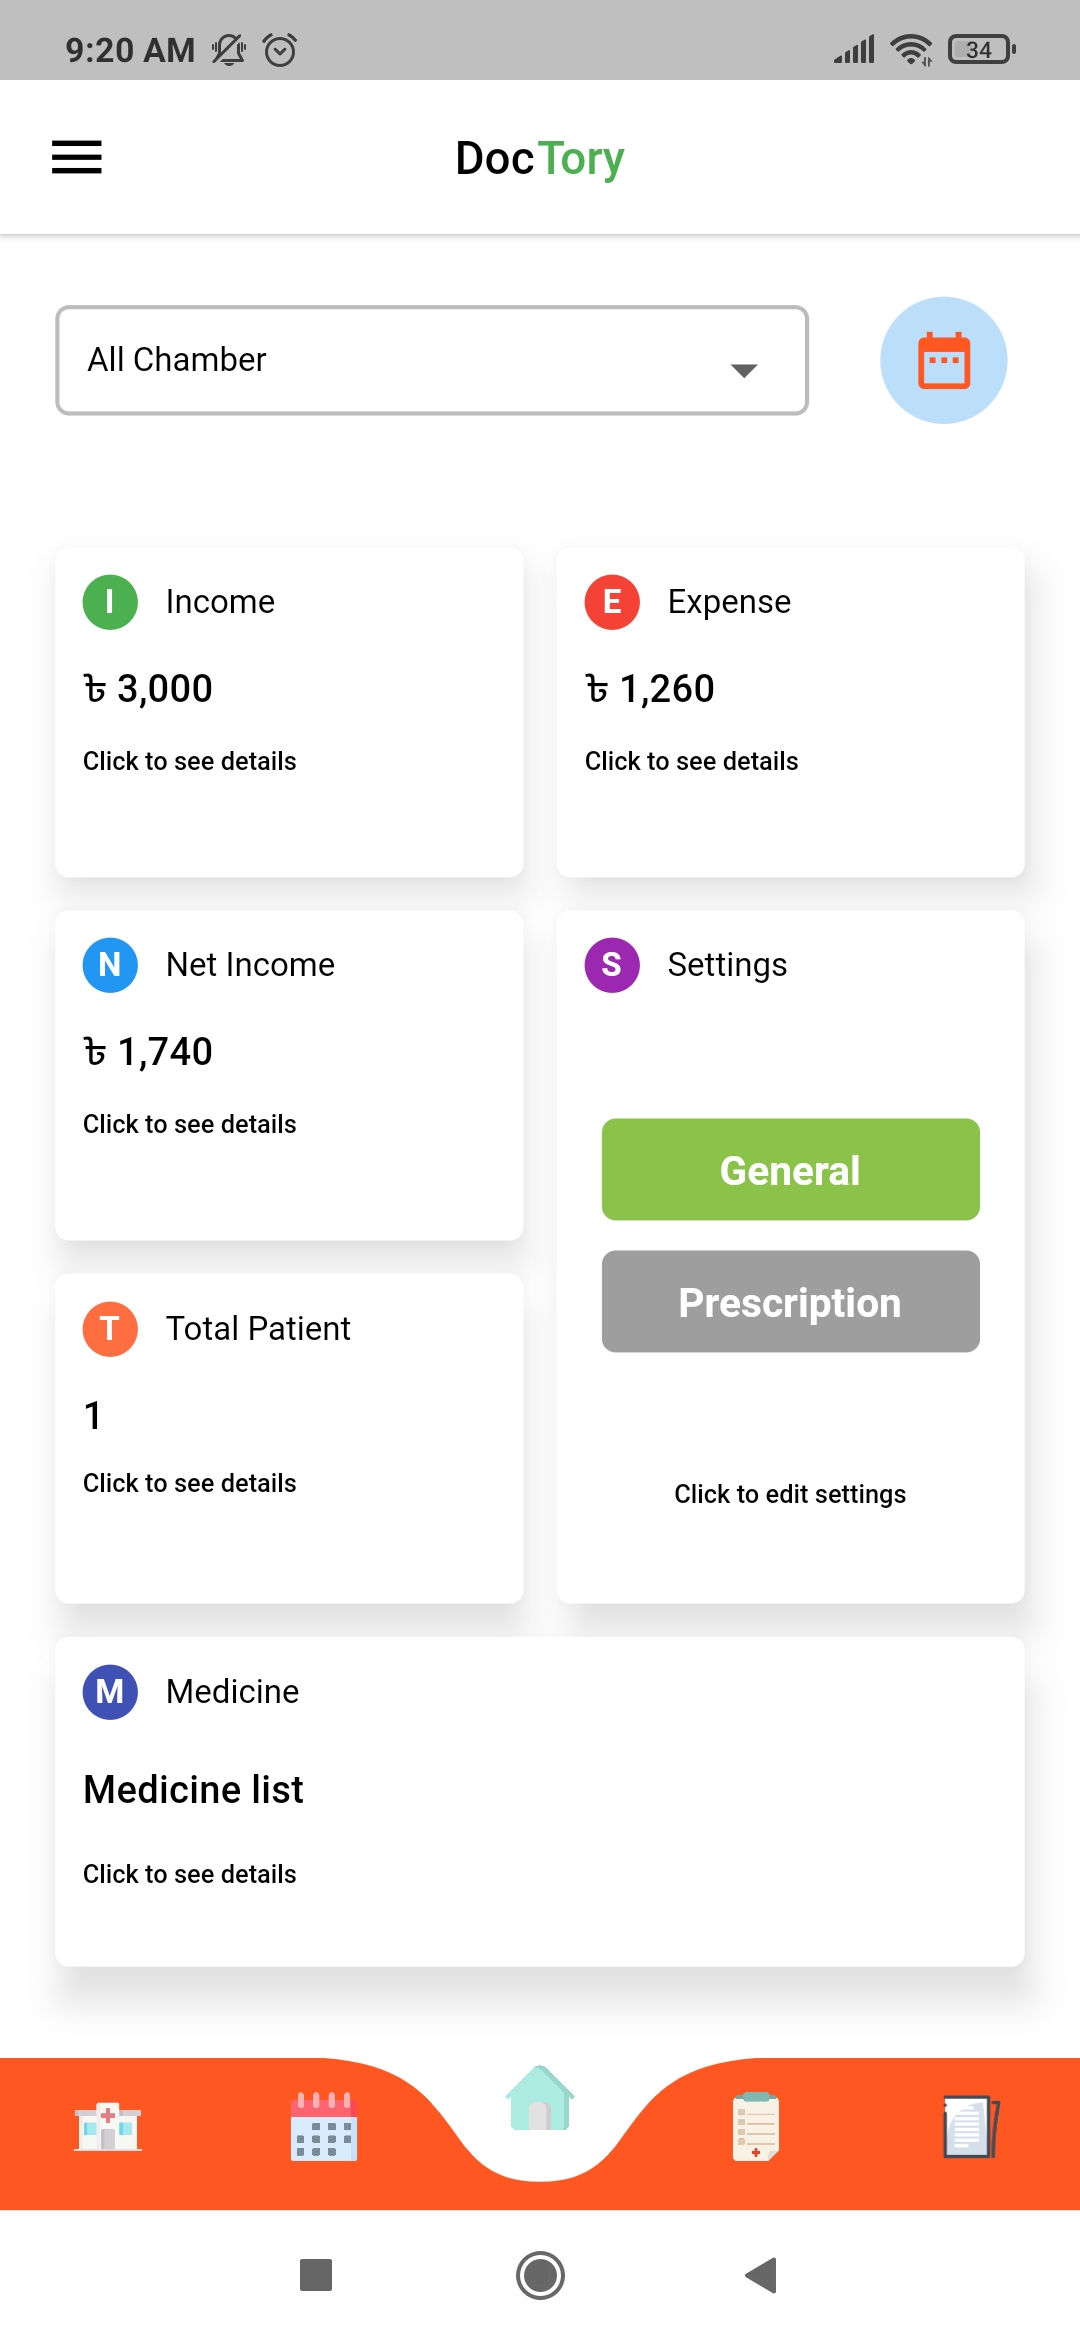 9:20 AM 34
DocTory
All Chamber
I Income
৳ 3,000
Click to see details
E Expense
৳ 1,260
Click to see details
N Net Income
৳ 1,740
Click to see details
S Settings
General
Prescription
Click to edit settings
T Total Patient
1
Click to see details
M Medicine
Medicine list
Click to see details